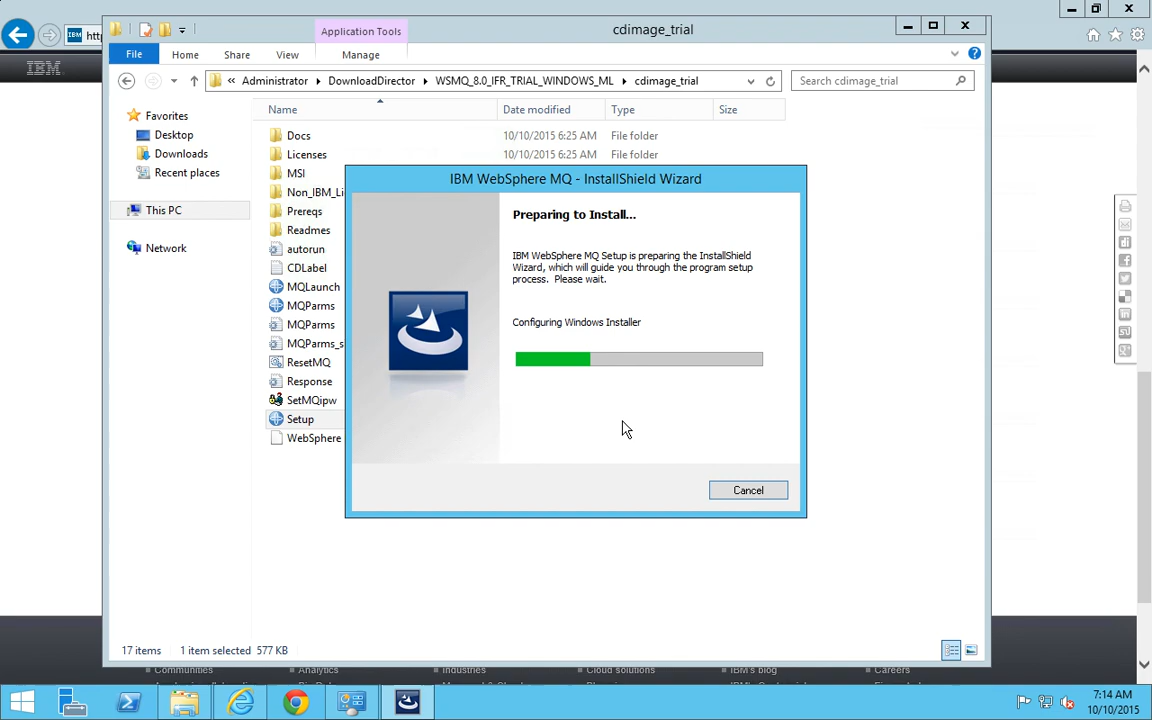 IBM
htt
Application Tools
cdimage_trial
File
Home
Share
View
Manage
IBM
« Administrator
DownloadDirector
WSMQ_8.0_IFR_TRIAL_WINDOWS_ML
cdimage_trial
Search cdimage_trial
Favorites
Desktop
Downloads
Recent places
This PC
Network
Name
Date modified
Type
Size
Docs
10/10/2015 6:25 AM
File folder
Licenses
10/10/2015 6:25 AM
File folder
MSI
Non_IBM_Li
Prereqs
Readmes
autorun
CDLabel
MQLaunch
MQParms
MQParms
MQParms_s
ResetMQ
Response
SetMQipw
Setup
WebSphere
IBM WebSphere MQ - InstallShield Wizard
Preparing to Install...
IBM WebSphere MQ Setup is preparing the InstallShield
Wizard, which will guide you through the program setup
process. Please wait.
Configuring Windows Installer
Cancel
17 items
1 item selected 577 KB
Communities
Analytics
Industries
Cloud solutions
IBM's blog
Careers
7:14 AM
10/10/2015